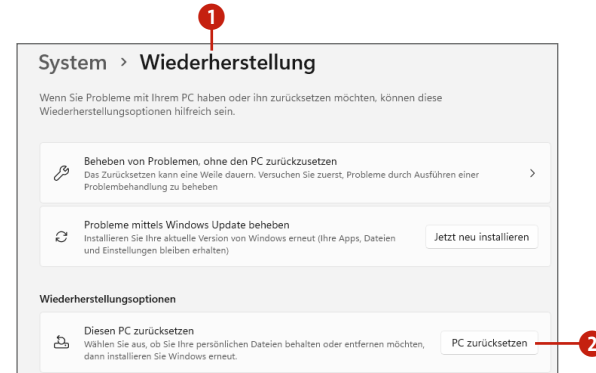 1
System > Wiederherstellung
Wenn Sie Probleme mit Ihrem PC haben oder ihn zurücksetzen möchten, können diese
Wiederherstellungsoptionen hilfreich sein.
Beheben von Problemen, ohne den PC zurückzusetzen
Das Zurücksetzen kann eine Weile dauern. Versuchen Sie zuerst, Probleme durch Ausführen einer
Problembehandlung zu beheben
Probleme mittels Windows Update beheben
Installieren Sie Ihre aktuelle Version von Windows erneut (Ihre Apps, Dateien
und Einstellungen bleiben erhalten)
Jetzt neu installieren
Wiederherstellungsoptionen
Diesen PC zurücksetzen
Wählen Sie aus, ob Sie Ihre persönlichen Dateien behalten oder entfernen möchten,
dann installieren Sie Windows erneut.
PC zurücksetzen
2